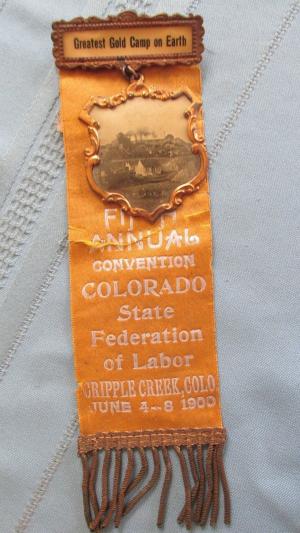 Greatest Gold Camp on Earth
FIFTH
ANNUAL
CONVENTION
COLORADO
State
Federation
of Labor
CRIPPLE CREEK, COLO.
JUNE 4-8 1900